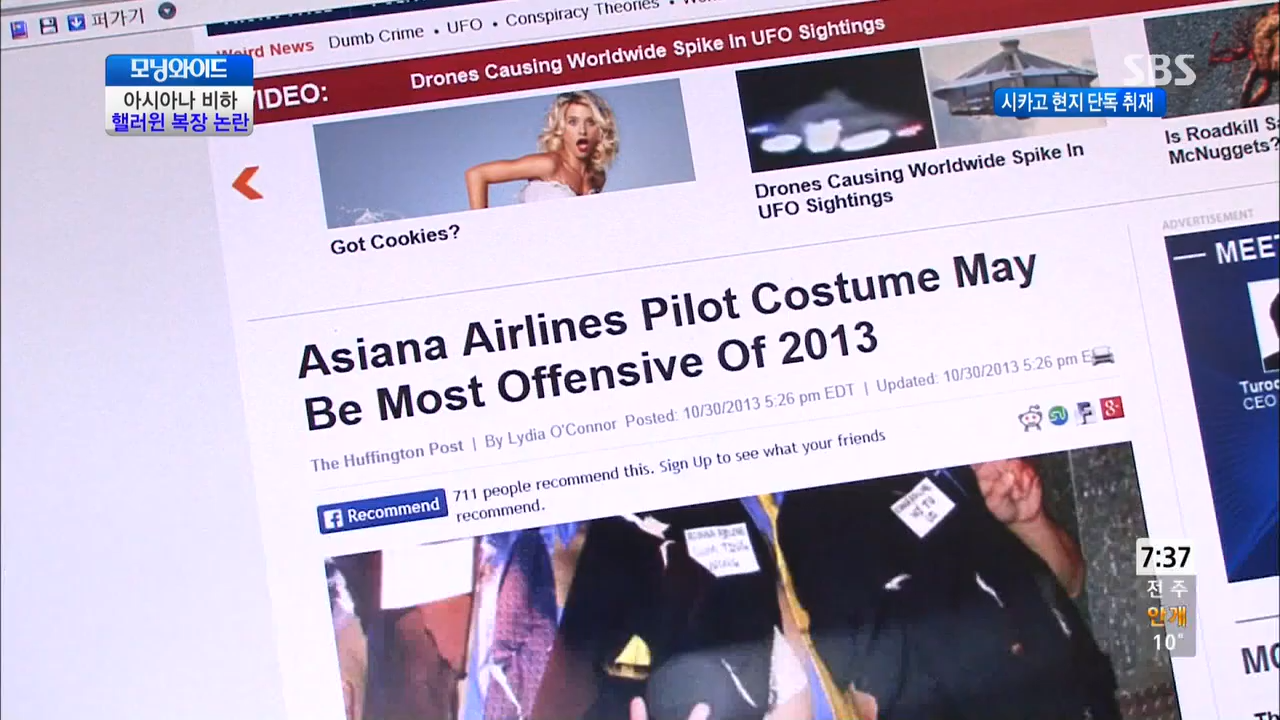 퍼가기
Weird News Dumb Crime • UFO • Conspiracy Theories •
VIDEO: Drones Causing Worldwide Spike In UFO Sightings
모닝와이드
아시아나 비하
핼러윈 복장 논란
SBS
시카고 현지 단독 취재
Got Cookies?
Drones Causing Worldwide Spike In
UFO Sightings
Is Roadkill
McNuggets?
ADVERTISEMENT
MEET
Asiana Airlines Pilot Costume May
Be Most Offensive Of 2013
The Huffington Post | By Lydia O'Connor Posted: 10/30/2013 5:26 pm EDT | Updated: 10/30/2013 5:26 pm E
CEO
Recommend
711 people recommend this. Sign Up to see what your friends
recommend.
7:37
전 주
안개
10°